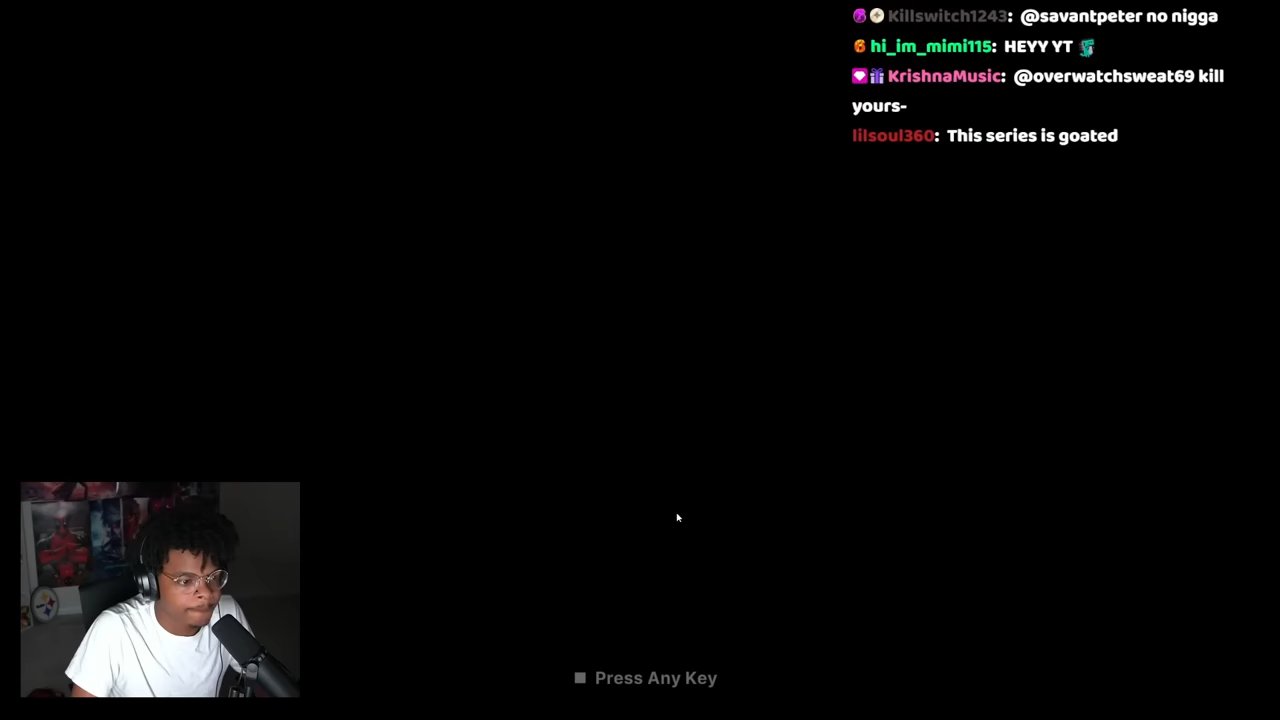 Killswitch1243: @savantpeter no nigga
hi_im_mimi115: HEYY YT
KrishnaMusic: @overwatchsweat69 kill
yours-
lilsoul360: This series is goated
Press Any Key